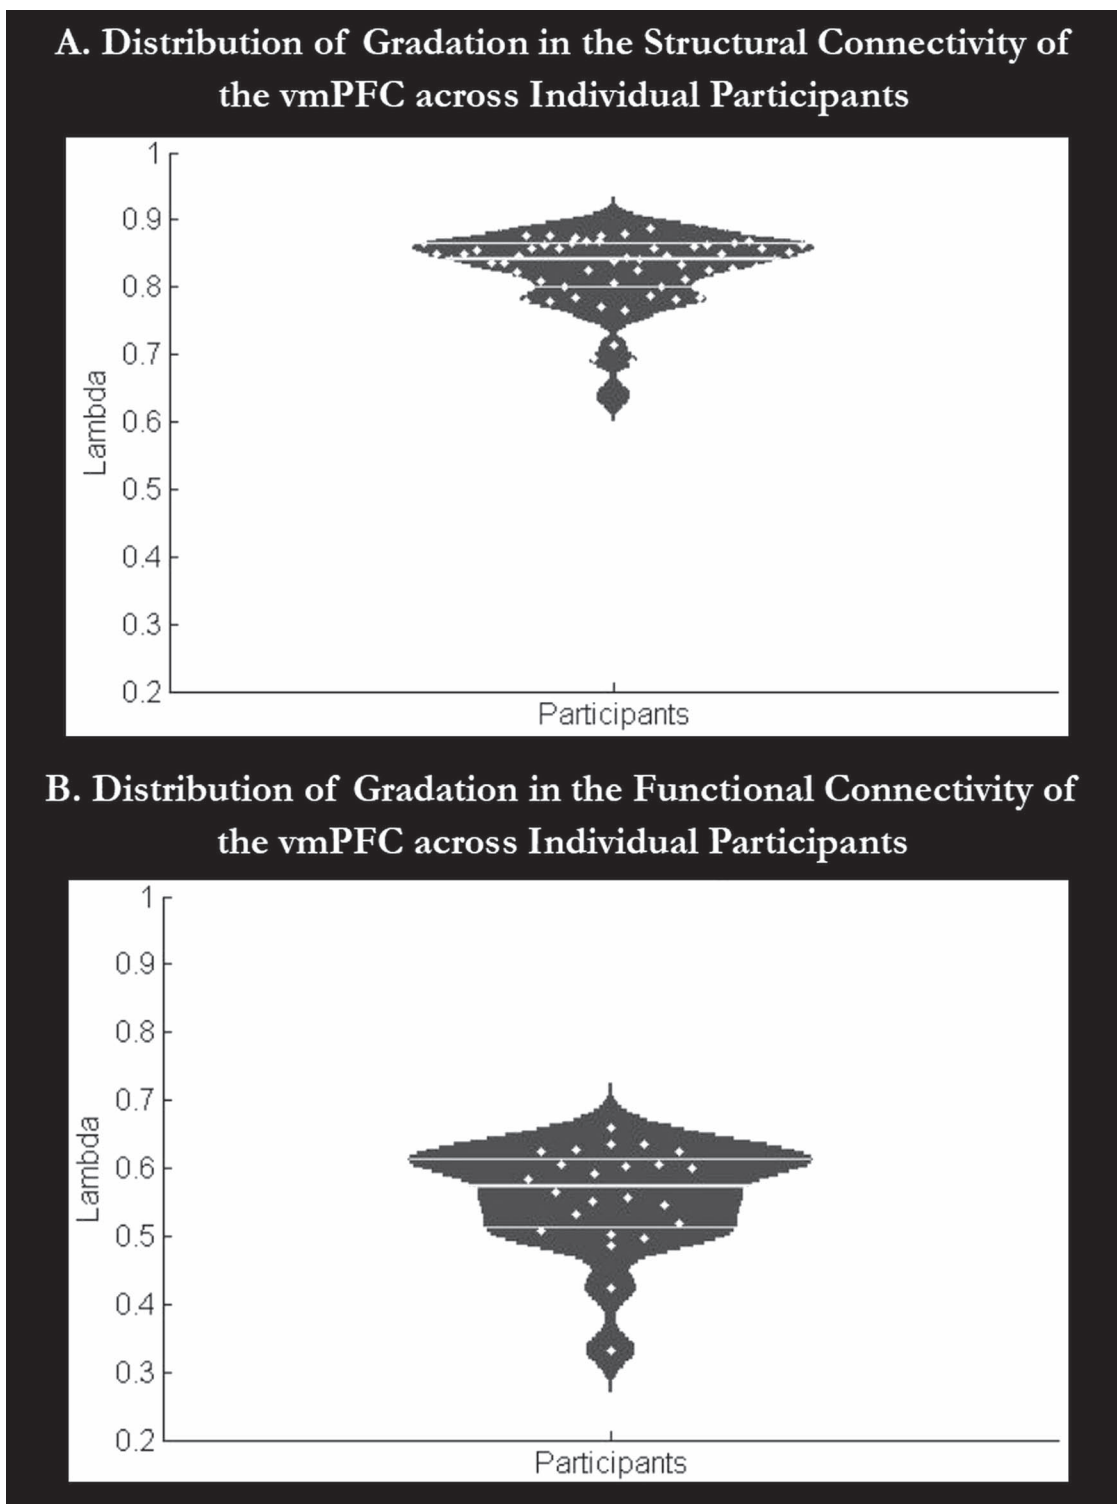 A. Distribution of Gradation in the Structural Connectivity of
the vmPFC across Individual Participants
1
0.9
0.8
0.7
0.6
0.5
0.4
0.3
0.2
Lambda
Participants
B. Distribution of Gradation in the Functional Connectivity of
the vmPFC across Individual Participants
1
0.9
0.8
0.7
0.6
0.5
0.4
0.3
0.2
Lambda
Participants